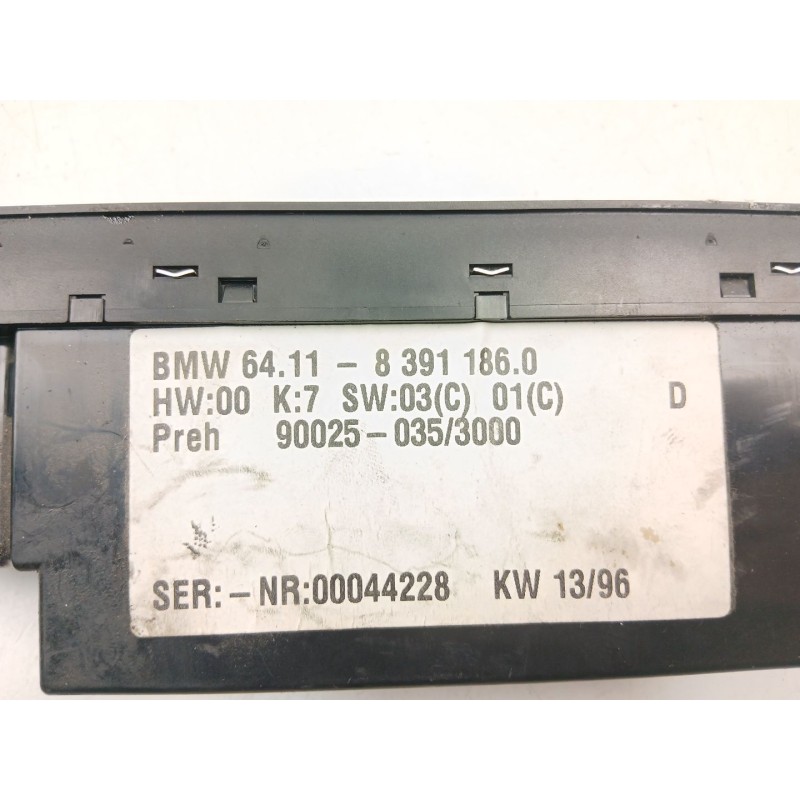 BMW 64.11 - 8 391 186.0
HW:00 K:7 SW:03(C) 01(C) D
Preh 90025-035/3000
SER:-NR:00044228 KW 13/96